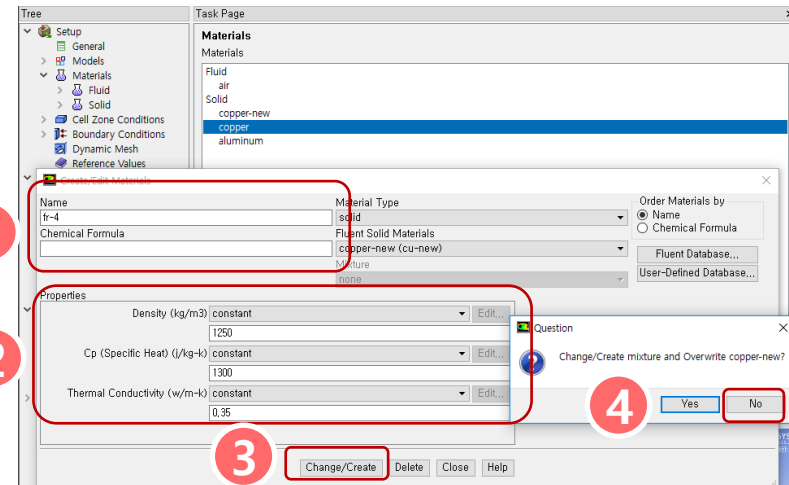 Tree
Task Page
Setup
General
Models
Materials
Fluid
Solid
Cell Zone Conditions
Boundary Conditions
Dynamic Mesh
Reference Values
Materials
Materials
Fluid
air
Solid
copper-new
copper
aluminum
Create/Edit Materials
Name
fr-4
Chemical Formula
Material Type
solid
Fluent Solid Materials
copper-new (cu-new)
Mixture
none
Order Materials by
Name
Chemical Formula
Fluent Database...
User-Defined Database...
Properties
Density (kg/m3) constant Edit...
1250
Cp (Specific Heat) (j/kg-k) constant Edit...
1300
Thermal Conductivity (w/m-k) constant Edit...
0.35
2
3
Change/Create Delete Close Help
Question
Change/Create mixture and Overwrite copper-new?
4
Yes No